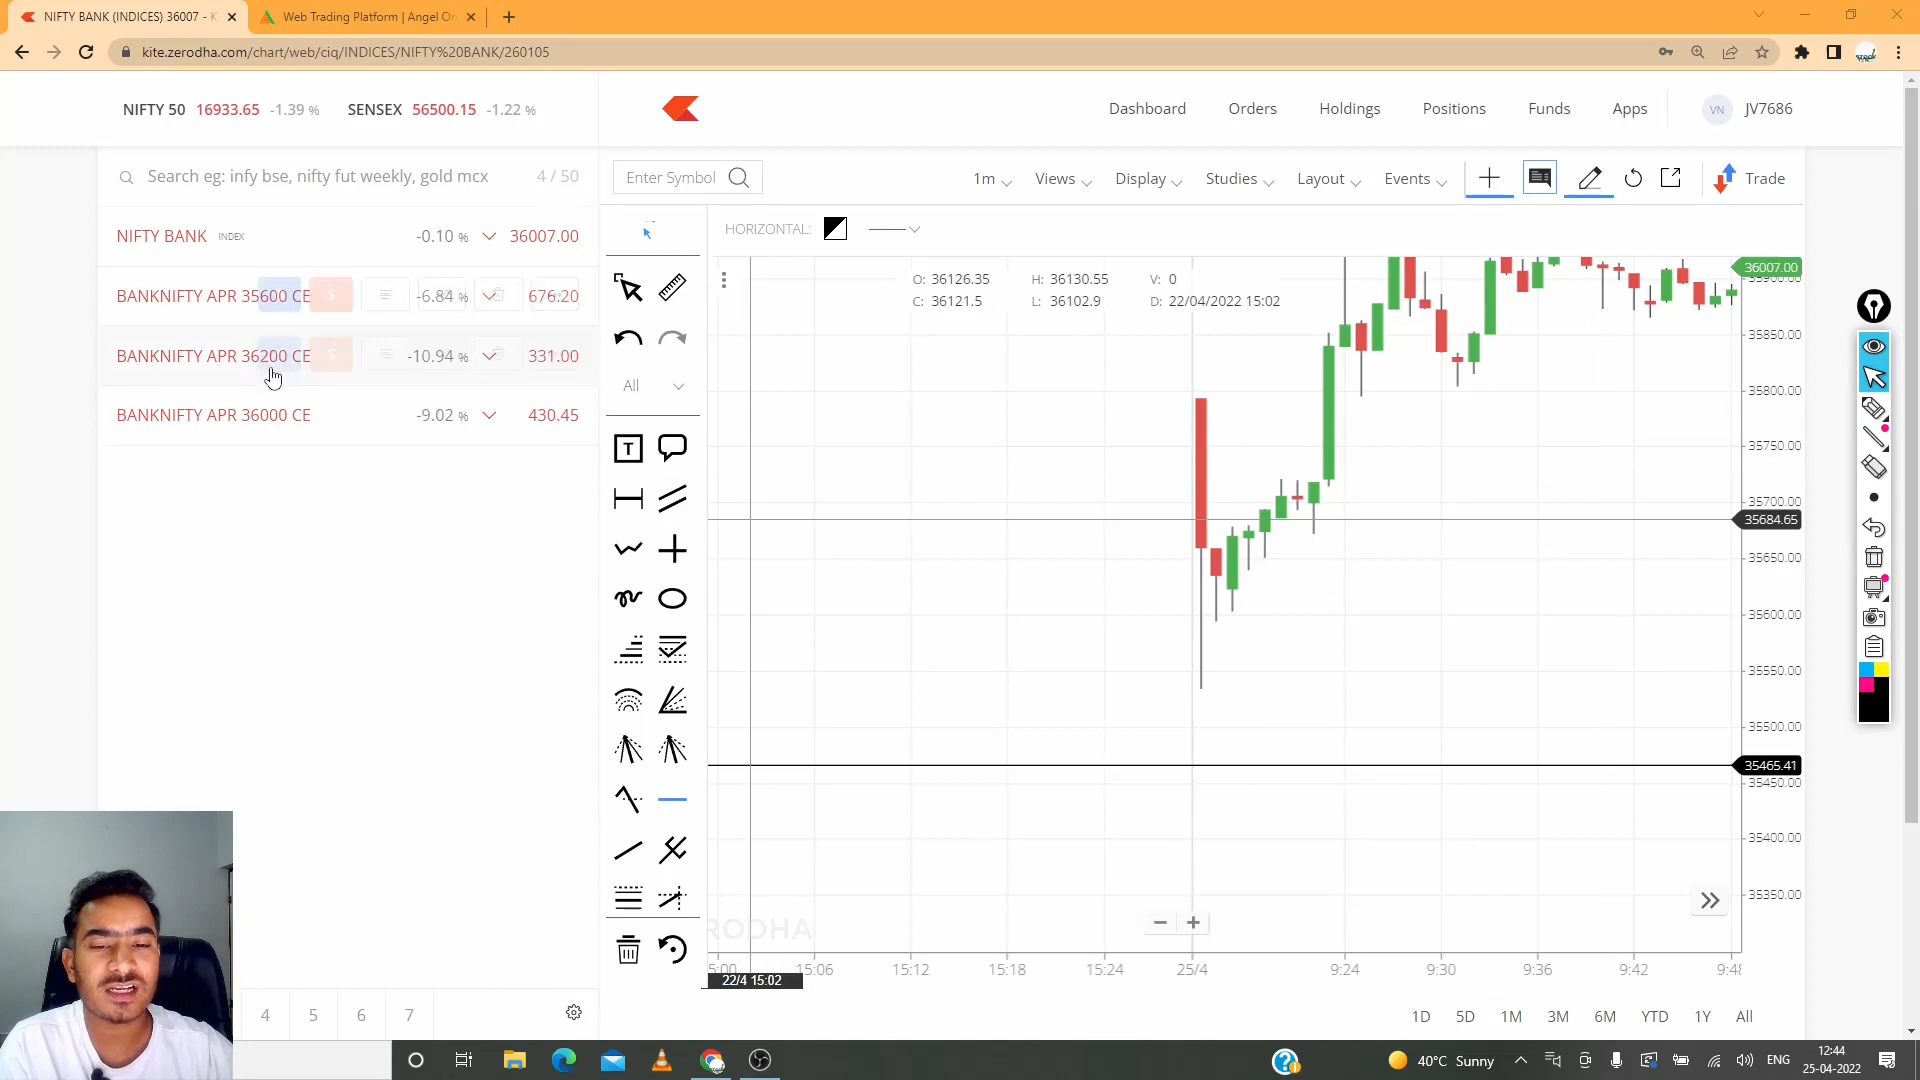 NIFTY BANK (INDICES) 36007 - K
Web Trading Platform | Angel On
kite.zerodha.com/chart/web/ciq/INDICES/NIFTY%20BANK/260105
NIFTY 50 16933.65 -1.39 % SENSEX 56500.15 -1.22 %
Dashboard Orders Holdings Positions Funds Apps VN JV7686
Search eg: infy bse, nifty fut weekly, gold mcx 4 / 50
Enter Symbol 1m Views Display Studies Layout Events Trade
HORIZONTAL:
NIFTY BANK INDEX -0.10 % 36007.00
BANKNIFTY APR 35600 CE S -6.84 % 676.20
BANKNIFTY APR 36200 CE S -10.94 % 331.00
BANKNIFTY APR 36000 CE -9.02 % 430.45
All
T
O: 36126.35 H: 36130.55 V: 0
C: 36121.5 L: 36102.9 D: 22/04/2022 15:02
36007.00
35900.00
35850.00
35800.00
35750.00
35700.00
35684.65
35650.00
35600.00
35550.00
35500.00
35465.41
35450.00
35400.00
35350.00
RODHA
5:00 15:06 15:12 15:18 15:24 25/4 9:24 9:30 9:36 9:42 9:48
22/4 15:02
4 5 6 7
1D 5D 1M 3M 6M YTD 1Y All
40°C Sunny ENG 12:44
25-04-2022